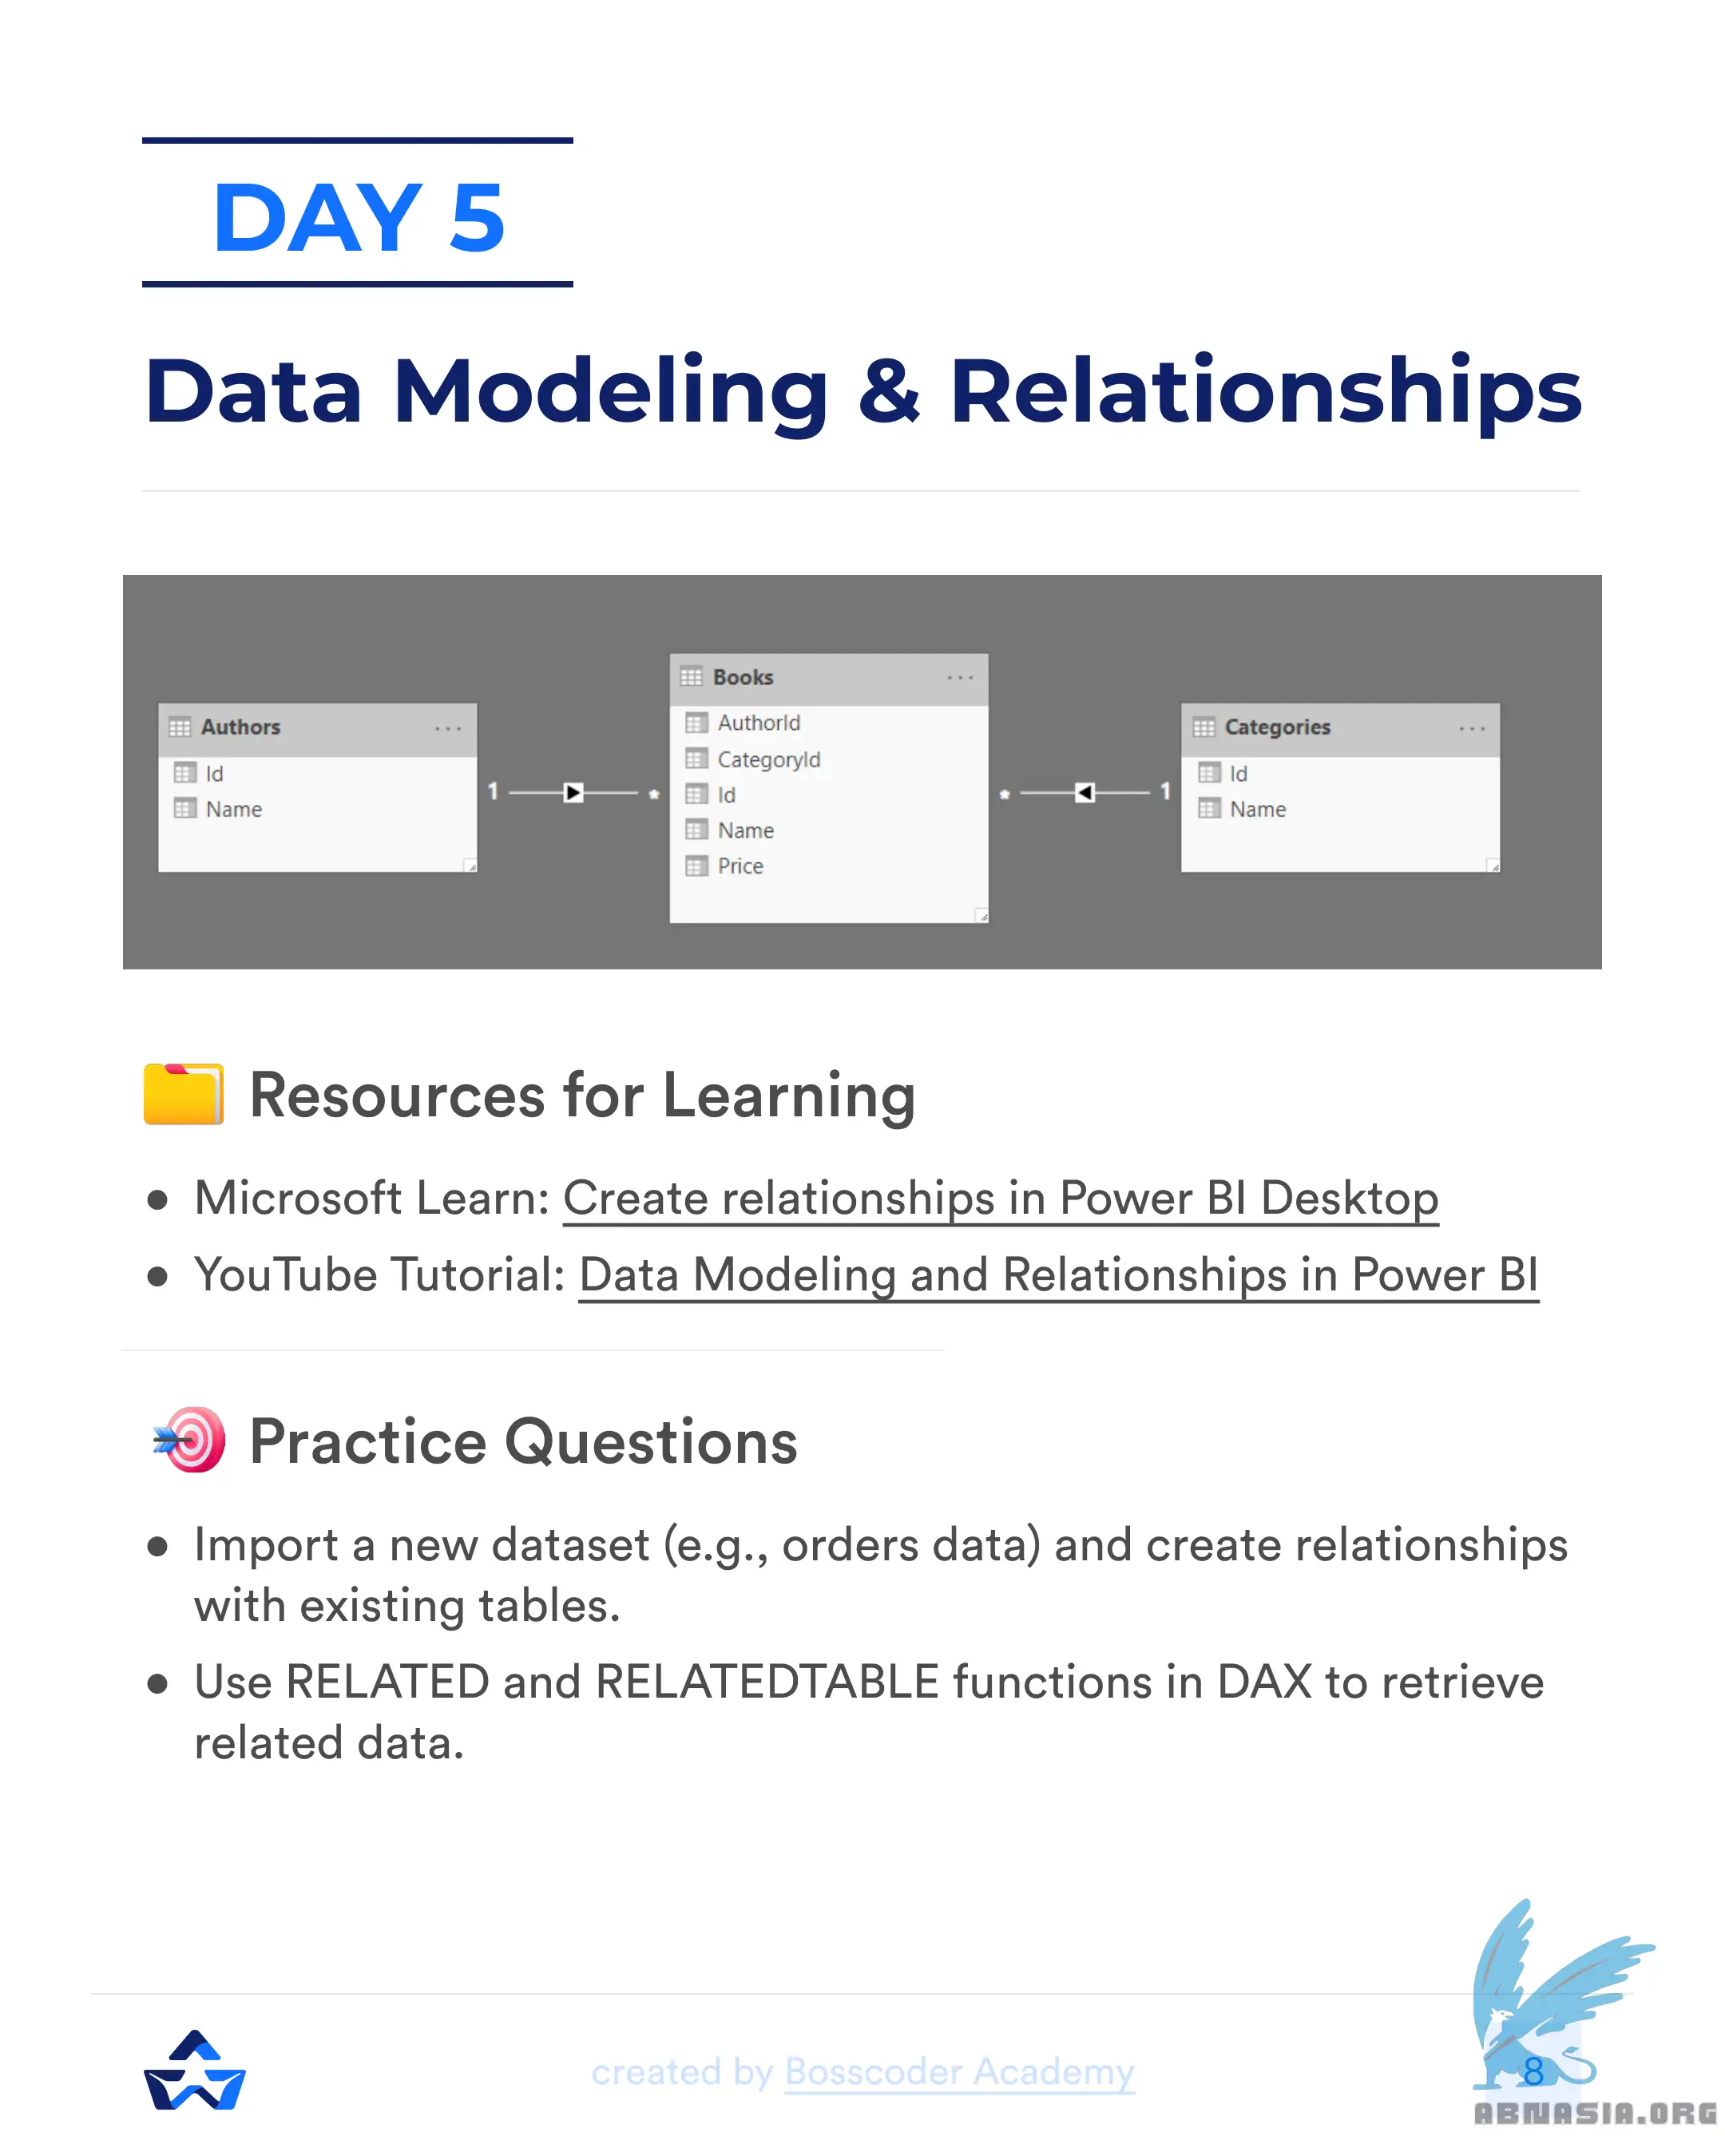 DAY 5
Data Modeling & Relationships
Authors
Id
Name
1
*
Books
AuthorId
CategoryId
Id
Name
Price
*
1
Categories
Id
Name
Resources for Learning
● Microsoft Learn: Create relationships in Power BI Desktop
● YouTube Tutorial: Data Modeling and Relationships in Power BI
Practice Questions
● Import a new dataset (e.g., orders data) and create relationships
with existing tables.
● Use RELATED and RELATEDTABLE functions in DAX to retrieve
related data.
created by Bosscoder Academy
8
ABNASIA.ORG